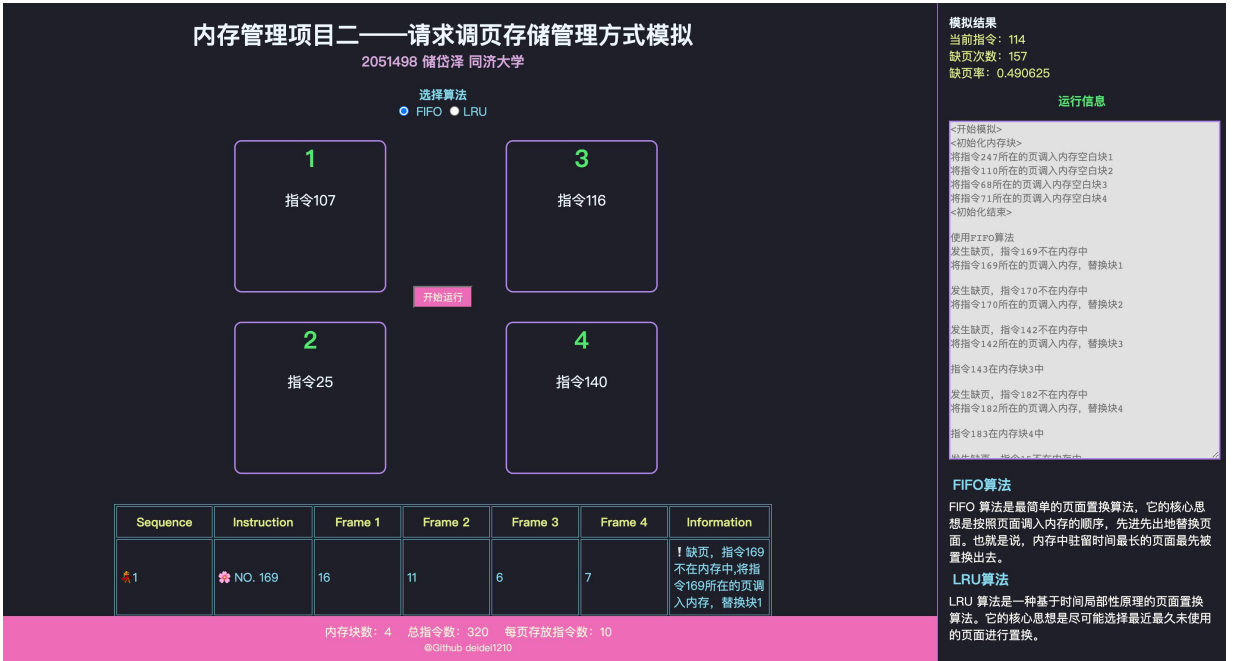 内存管理项目二——请求调页存储管理方式模拟
2051498 储岱泽 同济大学
选择算法
FIFO LRU
1
指令107
3
指令116
开始运行
2
指令25
4
指令140
Sequence Instruction Frame 1 Frame 2 Frame 3 Frame 4 Information
💃1 🌸 NO. 169 16 11 6 7 ❗缺页，指令169
不在内存中,将指
令169所在的页调
入内存，替换块1
内存块数：4 总指令数：320 每页存放指令数：10
@Github deidei1210
模拟结果
当前指令：114
缺页次数：157
缺页率：0.490625
运行信息
<开始模拟>
<初始化内存块>
将指令247所在的页调入内存空白块1
将指令110所在的页调入内存空白块2
将指令68所在的页调入内存空白块3
将指令71所在的页调入内存空白块4
<初始化结束>
使用FIFO算法
发生缺页，指令169不在内存中
将指令169所在的页调入内存，替换块1
发生缺页，指令170不在内存中
将指令170所在的页调入内存，替换块2
发生缺页，指令142不在内存中
将指令142所在的页调入内存，替换块3
指令143在内存块3中
发生缺页，指令182不在内存中
将指令182所在的页调入内存，替换块4
指令183在内存块4中
FIFO算法
FIFO 算法是最简单的页面置换算法，它的核心思
想是按照页面调入内存的顺序，先进先出地替换页
面。也就是说，内存中驻留时间最长的页面最先被
置换出去。
LRU算法
LRU 算法是一种基于时间局部性原理的页面置换
算法。它的核心思想是尽可能选择最近最久未使用
的页面进行置换。